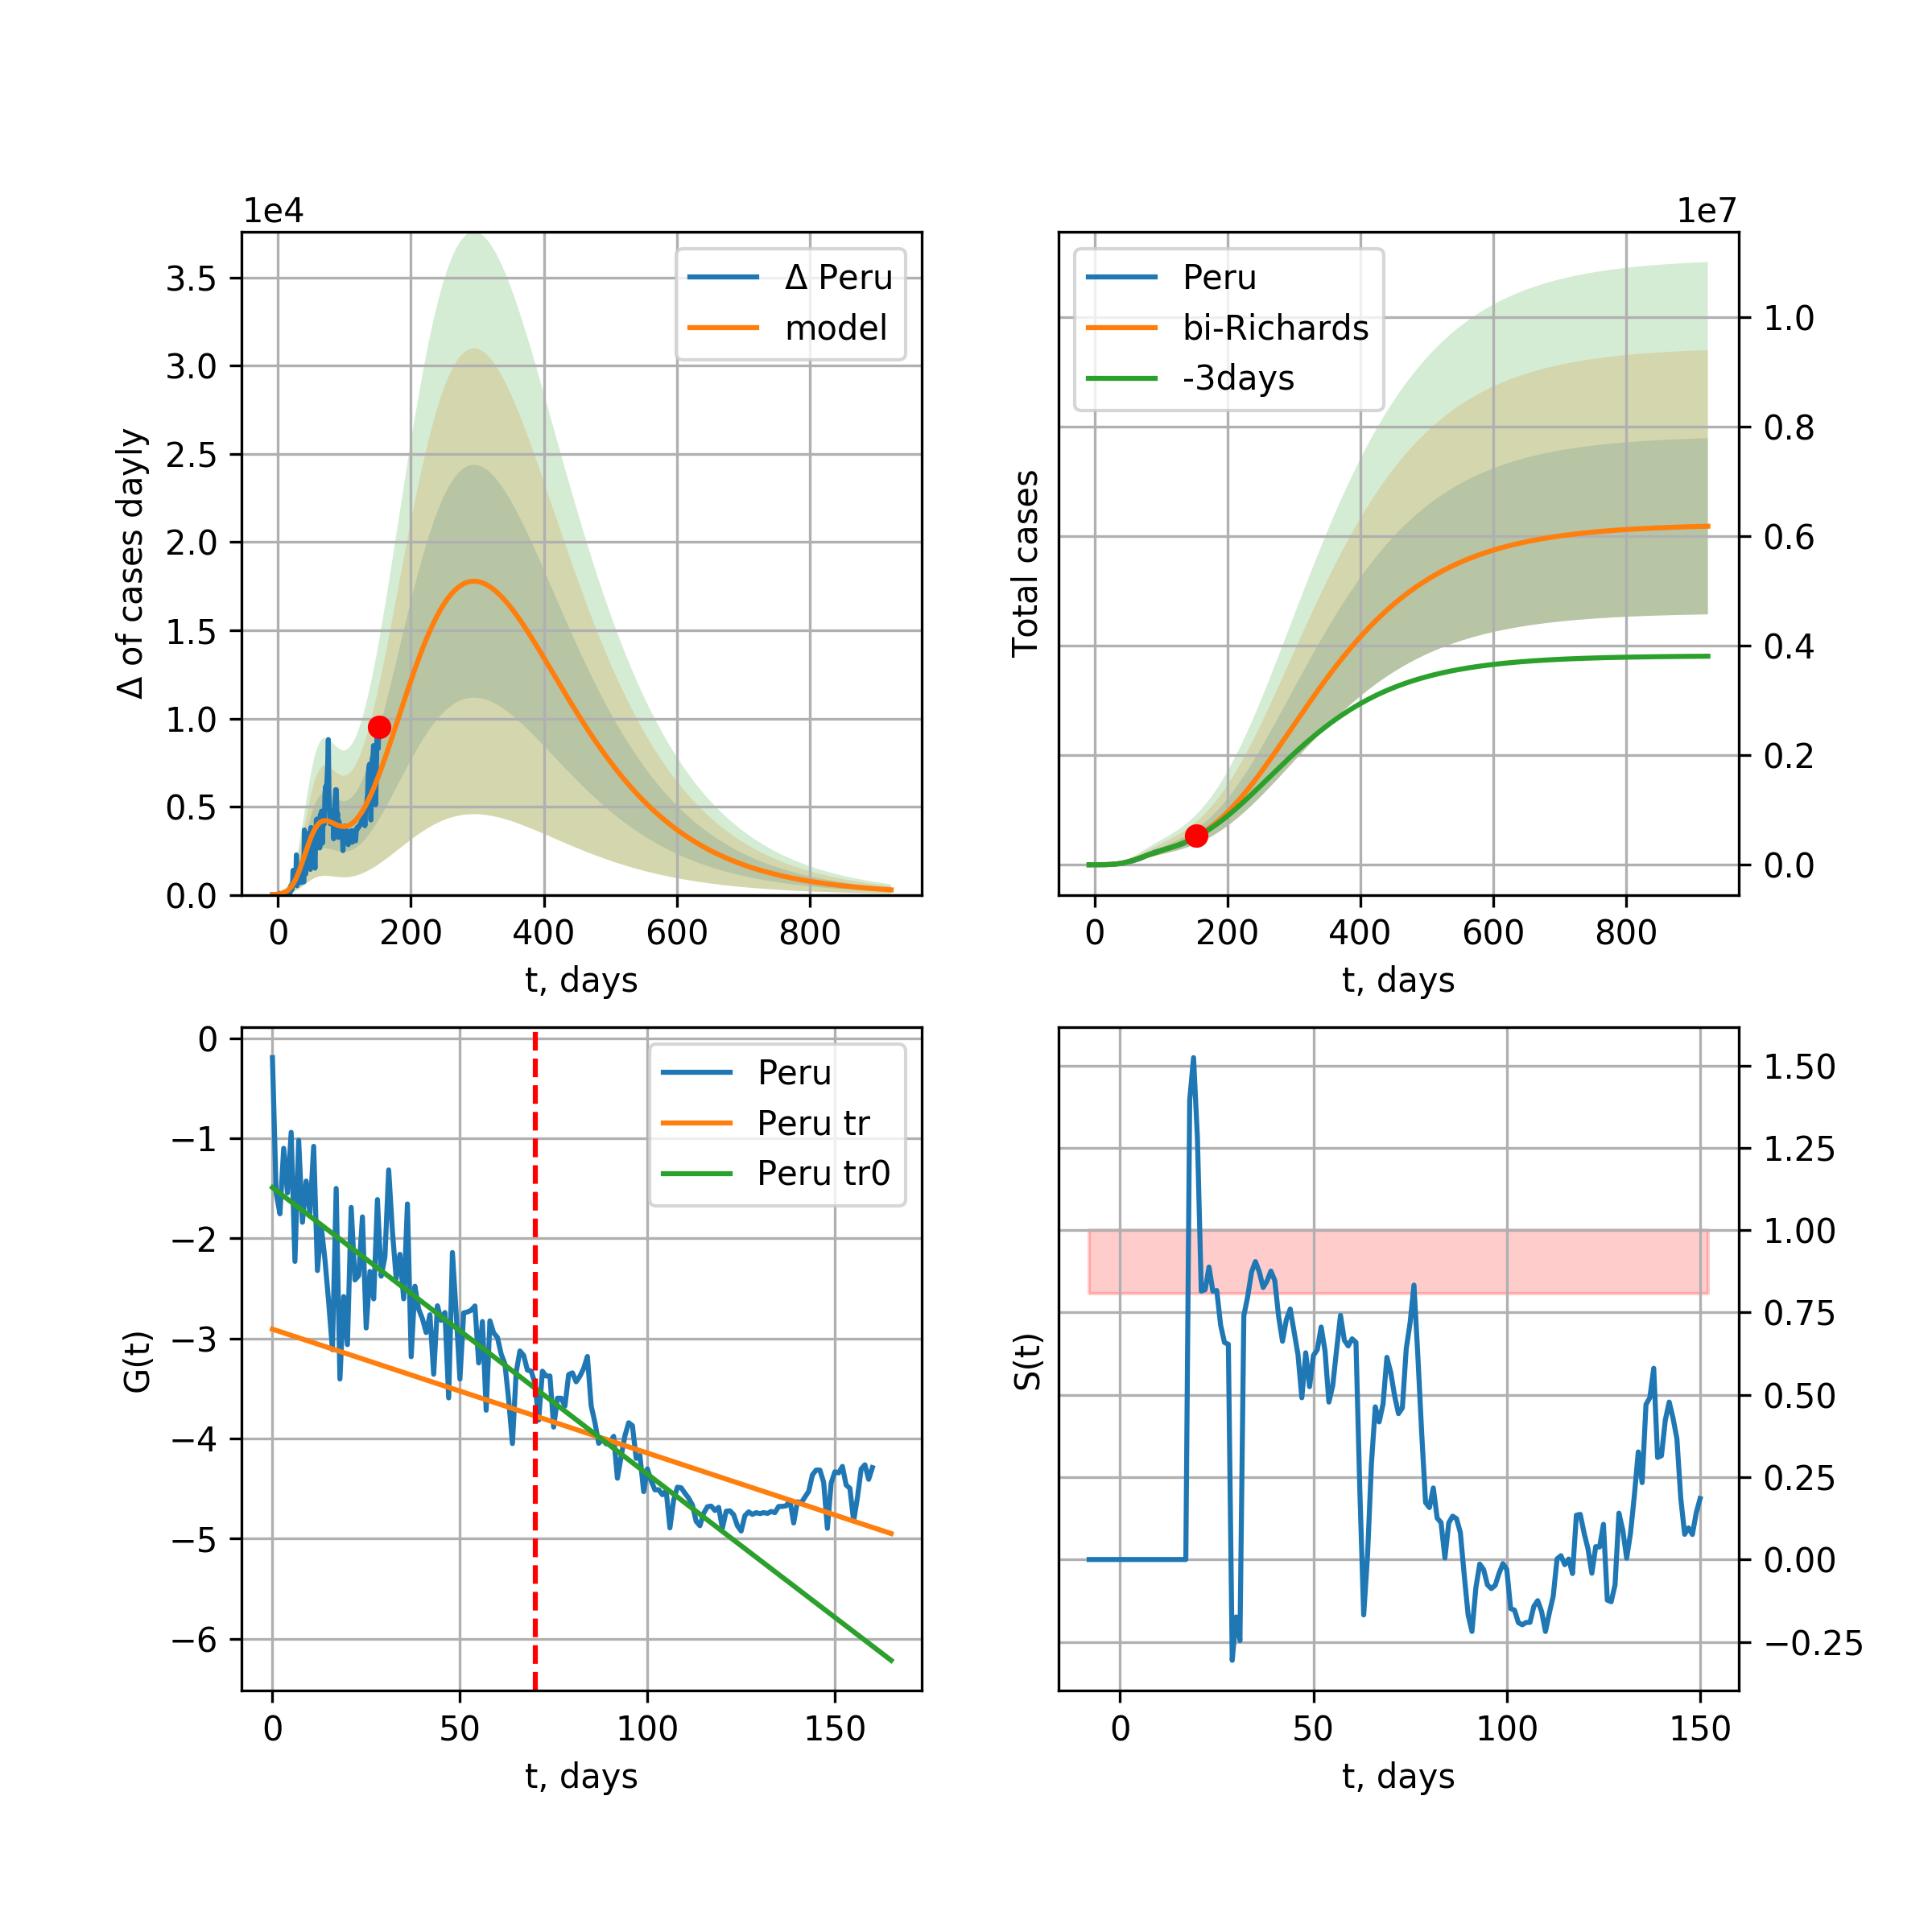 1e4
3.5
3.0
2.5
2.0
1.5
1.0
0.5
0.0
Δ of cases dayly
0 200 400 600 800
t, days
Δ Peru
model
1e7
1.0
0.8
0.6
0.4
0.2
0.0
Total cases
0 200 400 600 800
t, days
Peru
bi-Richards
-3days
0
−1
−2
−3
−4
−5
−6
G(t)
0 50 100 150
t, days
Peru
Peru tr
Peru tr0
1.50
1.25
1.00
0.75
0.50
0.25
0.00
−0.25
S(t)
0 50 100 150
t, days